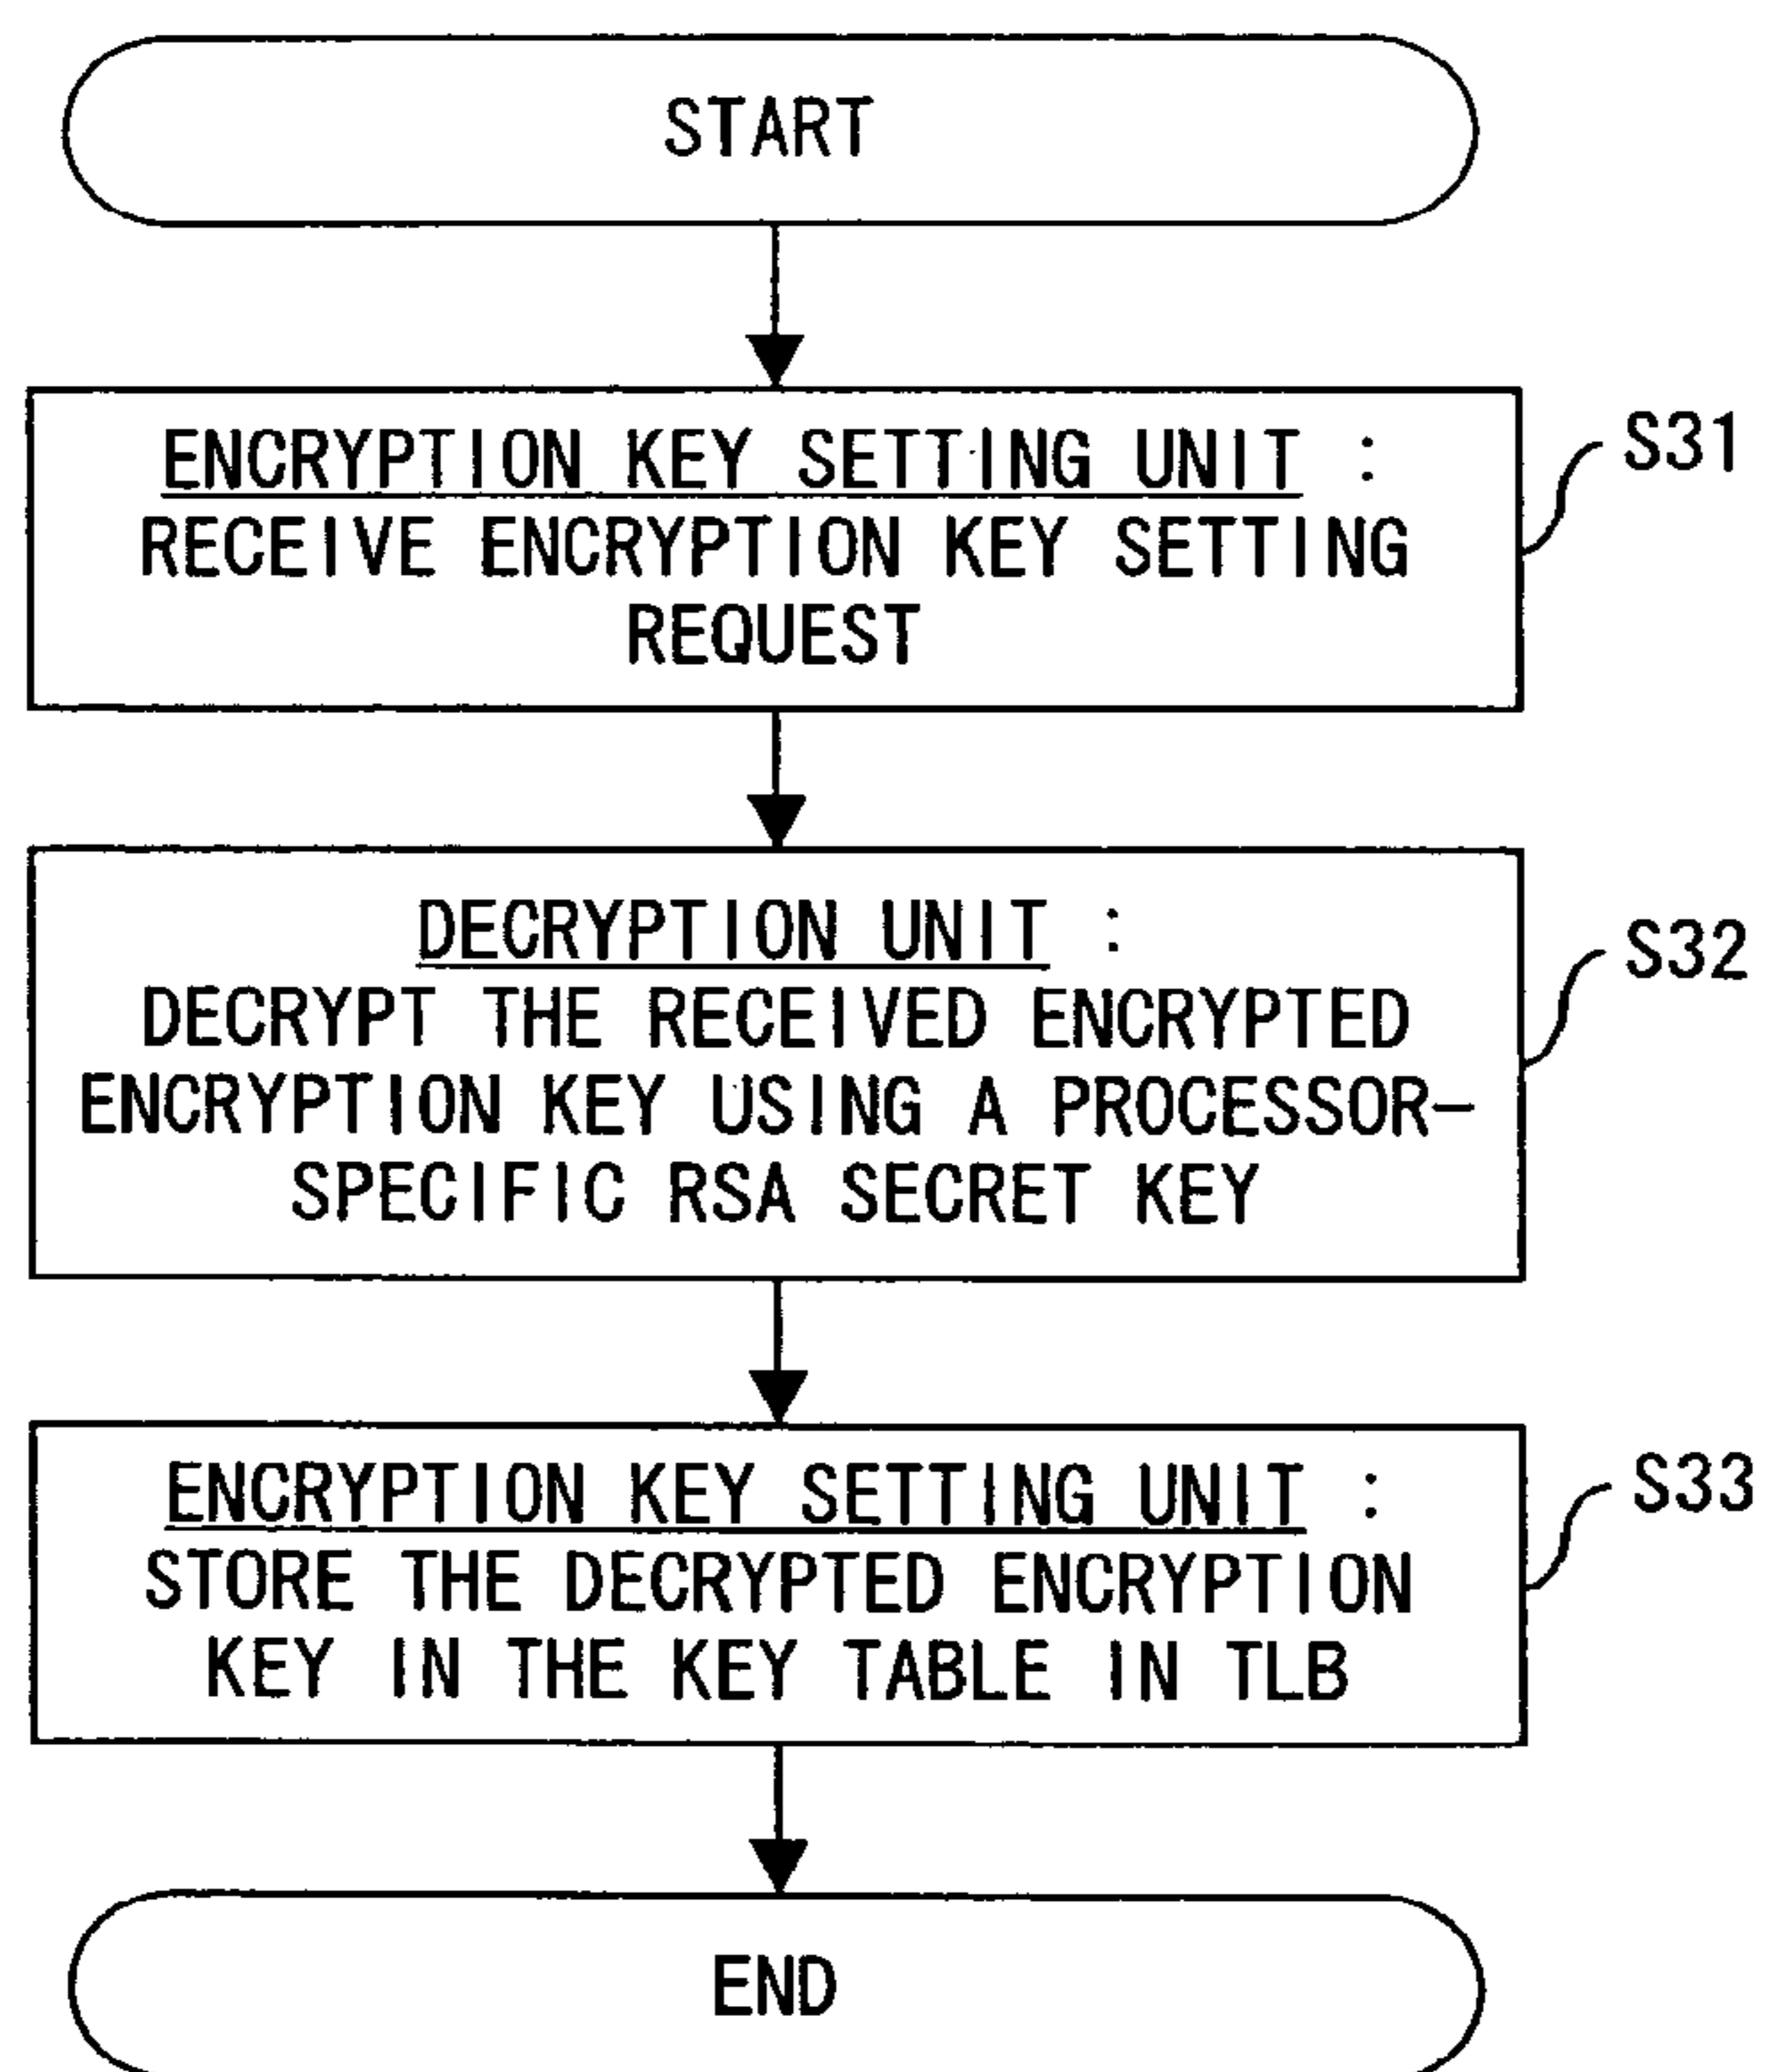 START
ENCRYPTION KEY SETTING UNIT :
RECEIVE ENCRYPTION KEY SETTING
REQUEST
S31
DECRYPTION UNIT :
DECRYPT THE RECEIVED ENCRYPTED
ENCRYPTION KEY USING A PROCESSOR-
SPECIFIC RSA SECRET KEY
S32
ENCRYPTION KEY SETTING UNIT :
STORE THE DECRYPTED ENCRYPTION
KEY IN THE KEY TABLE IN TLB
S33
END